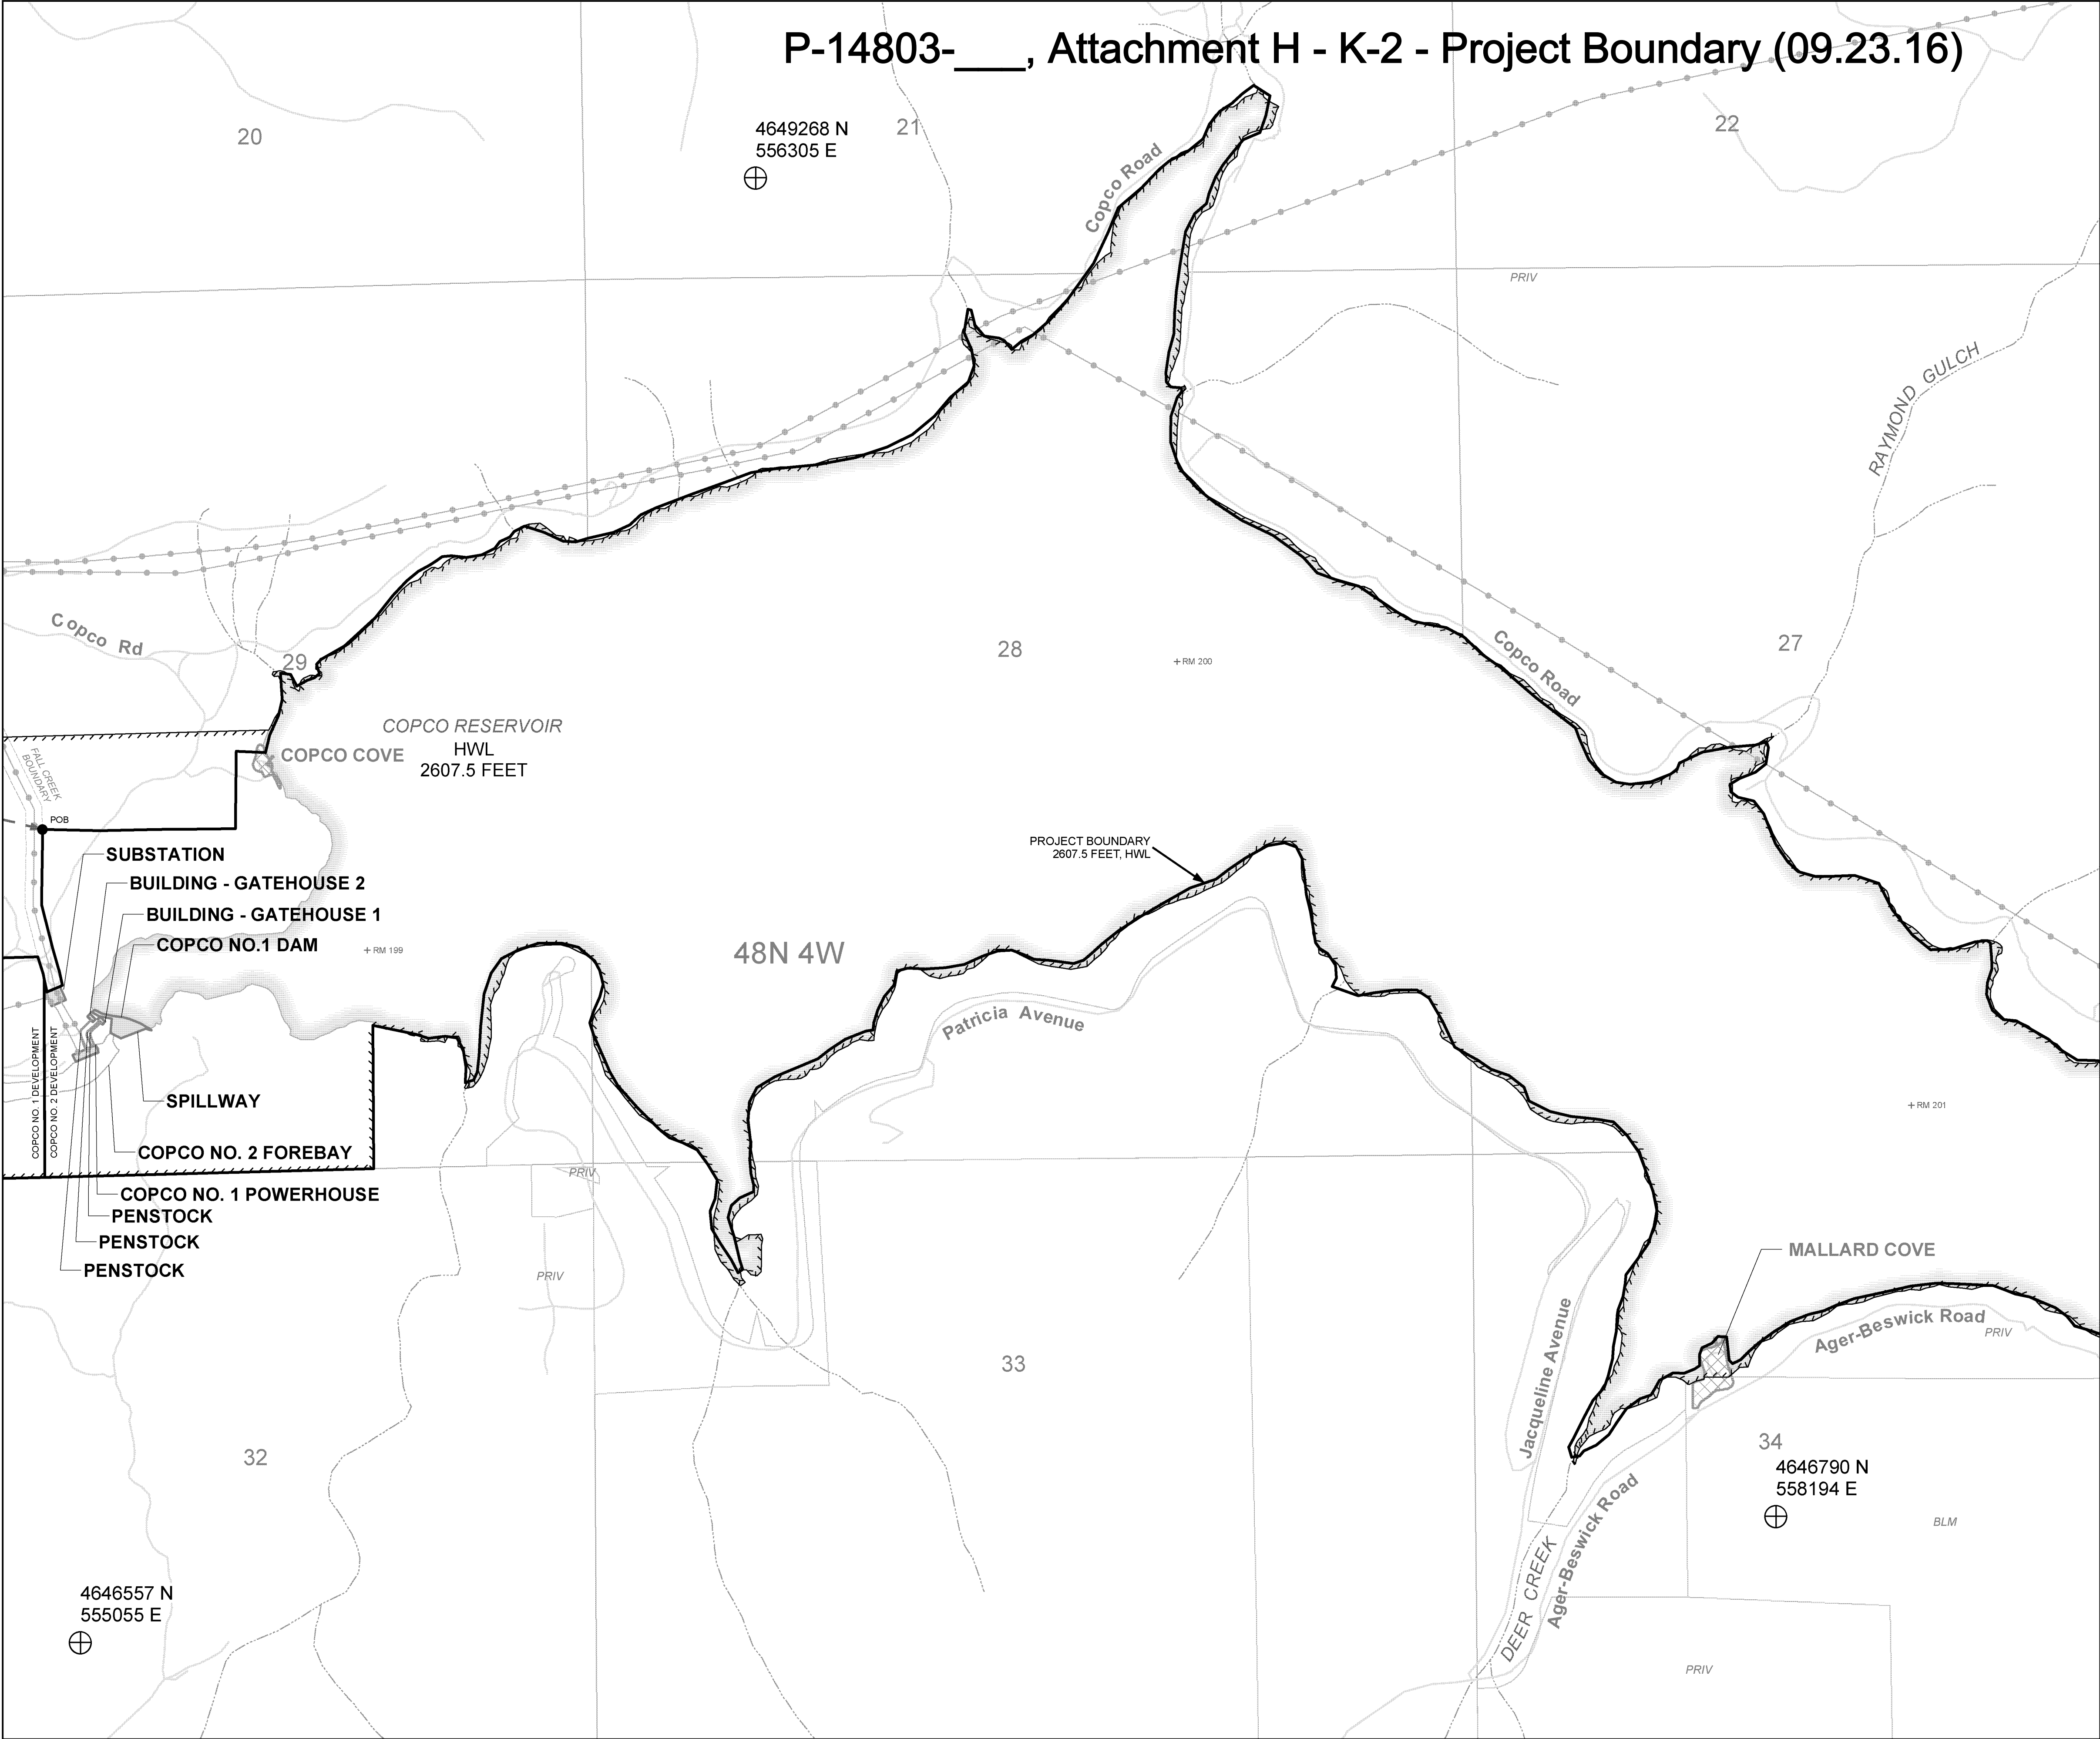 P-14803-___, Attachment H - K-2 - Project Boundary (09.23.16)
20
4649268 N
556305 E
21
22
Copco Road
PRIV
RAYMOND GULCH
Copco Rd
29
28
RM 200
Copco Road
27
COPCO RESERVOIR
HWL
2607.5 FEET
COPCO COVE
FALL CREEK
BOUNDARY
POB
SUBSTATION
BUILDING - GATEHOUSE 2
BUILDING - GATEHOUSE 1
COPCO NO.1 DAM
RM 199
48N 4W
PROJECT BOUNDARY
2607.5 FEET, HWL
Patricia Avenue
COPCO NO. 1 DEVELOPMENT
COPCO NO. 2 DEVELOPMENT
SPILLWAY
COPCO NO. 2 FOREBAY
COPCO NO. 1 POWERHOUSE
PENSTOCK
PENSTOCK
PENSTOCK
PRIV
PRIV
RM 201
MALLARD COVE
Ager-Beswick Road
PRIV
Jacqueline Avenue
33
32
34
4646790 N
558194 E
BLM
DEER CREEK
Ager-Beswick Road
4646557 N
555055 E
PRIV